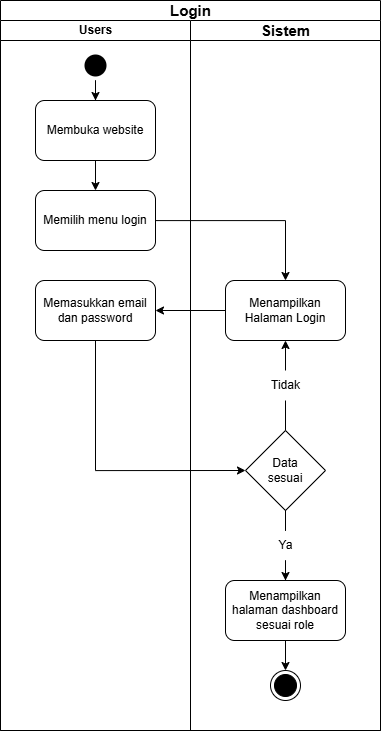 Login
Users
Sistem
Membuka website
Memilih menu login
Memasukkan email
dan password
Menampilkan
Halaman Login
Tidak
Data
sesuai
Ya
Menampilkan
halaman dashboard
sesuai role